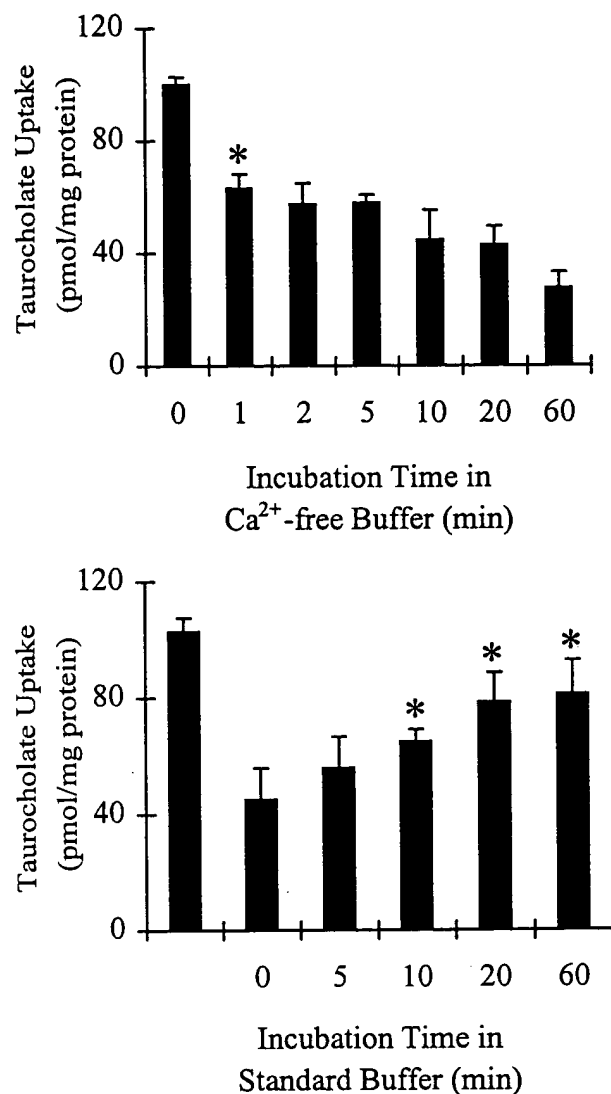 Taurocholate Uptake
(pmol/mg protein)
120
80
40
0
*
0 1 2 5 10 20 60
Incubation Time in
Ca²⁺-free Buffer (min)
Taurocholate Uptake
(pmol/mg protein)
120
80
40
0
* * *
0 5 10 20 60
Incubation Time in
Standard Buffer (min)